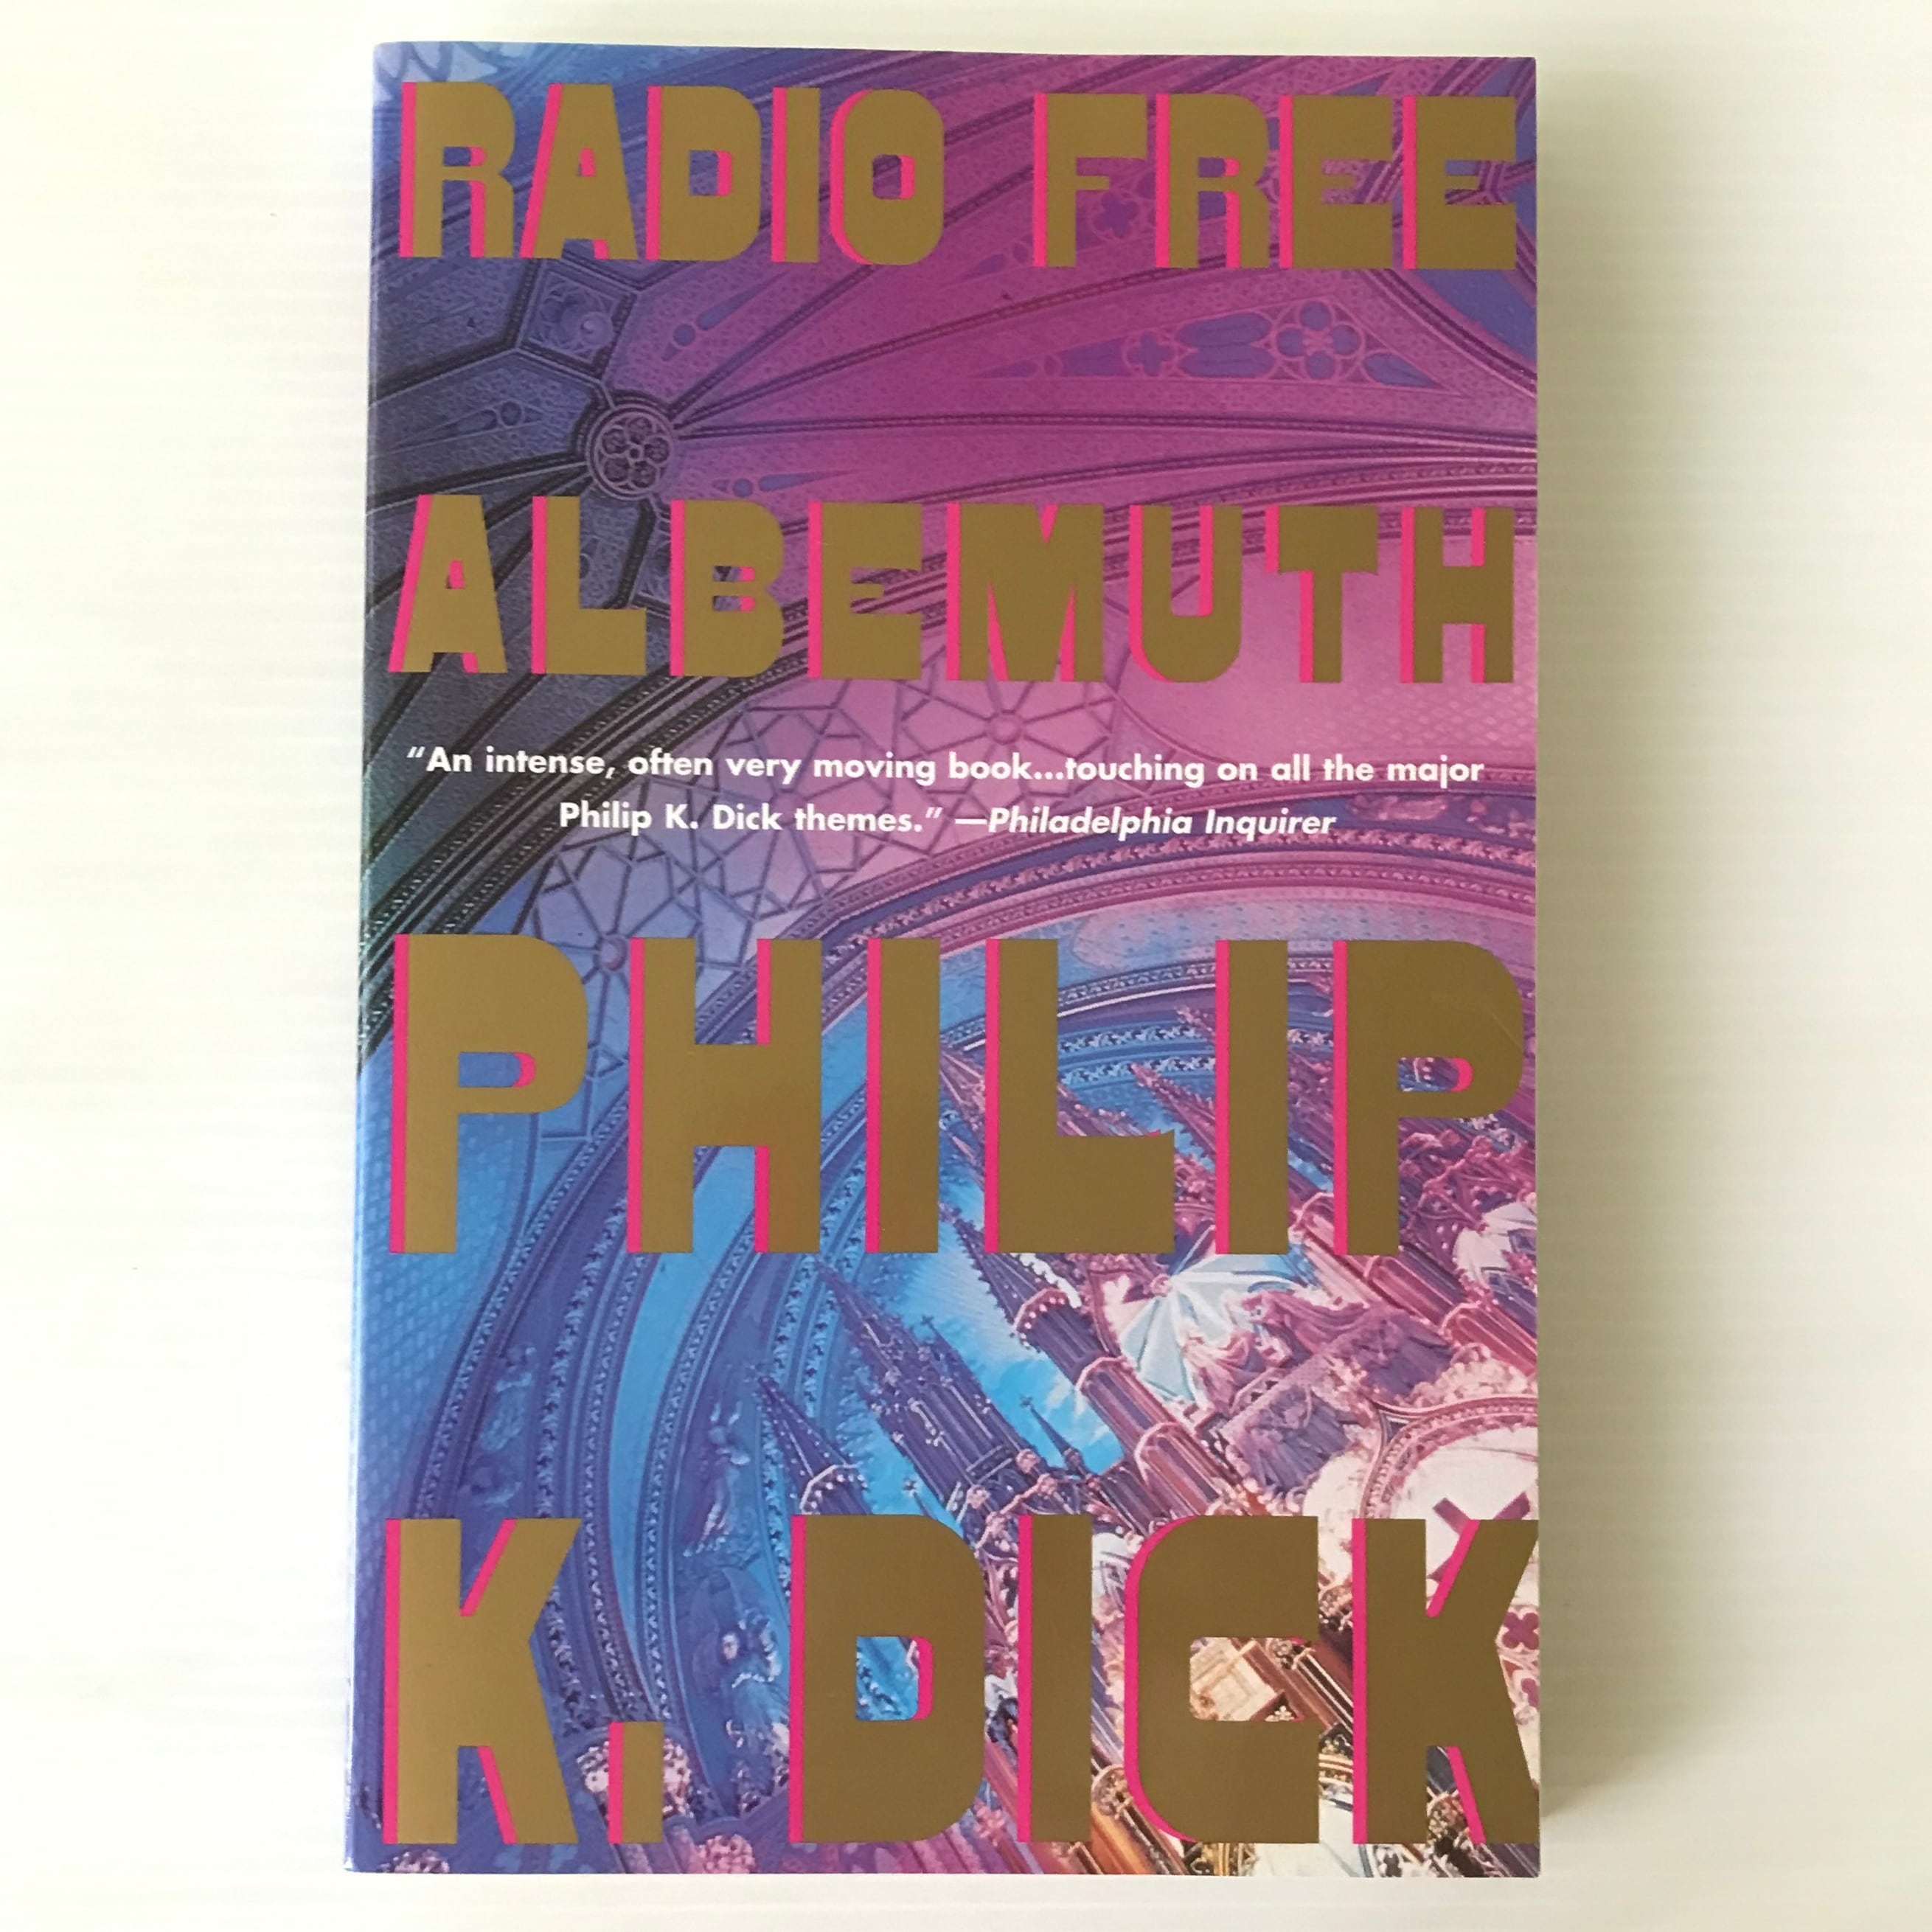 RADIO FREE
ALBEMUTH
“An intense, often very moving book...touching on all the major
Philip K. Dick themes.” —Philadelphia Inquirer
PHILIP
K. DICK